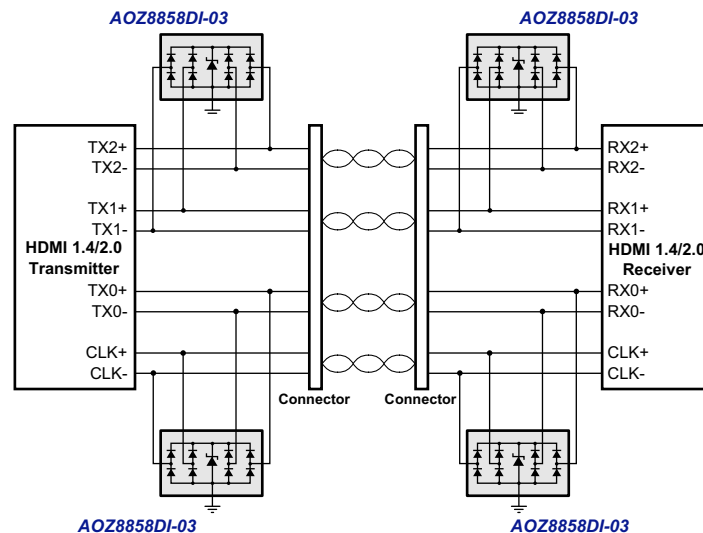 AOZ8858DI-03
AOZ8858DI-03
TX2+
TX2-
TX1+
TX1-
HDMI 1.4/2.0
Transmitter
TX0+
TX0-
CLK+
CLK-
Connector
Connector
RX2+
RX2-
RX1+
RX1-
HDMI 1.4/2.0
Receiver
RX0+
RX0-
CLK+
CLK-
AOZ8858DI-03
AOZ8858DI-03